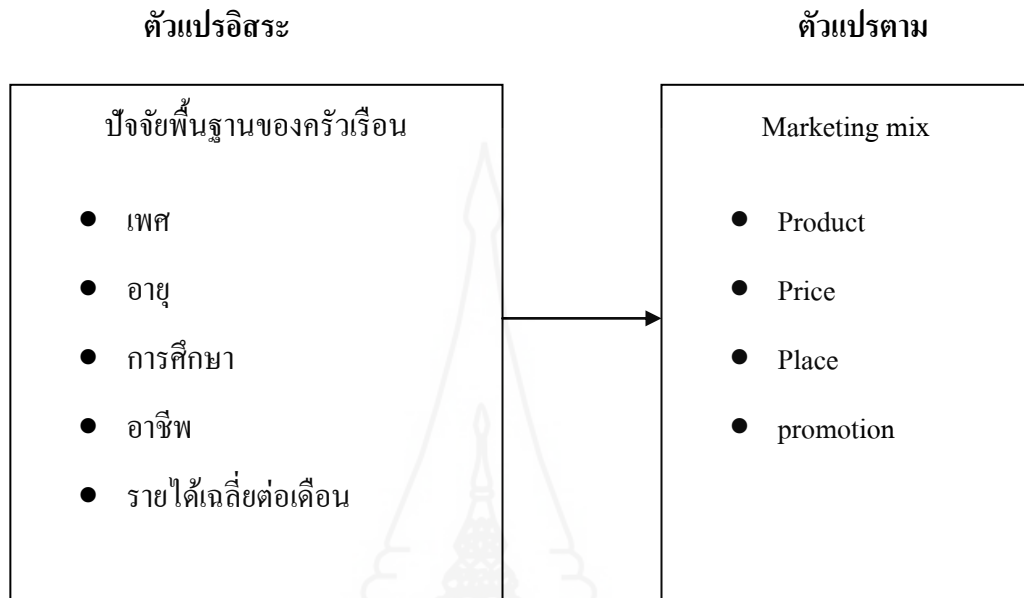 ตัวแปรอิสระ
ตัวแปรตาม
ปัจจัยพื้นฐานของครัวเรือน
● เพศ
● อายุ
● การศึกษา
● อาชีพ
● รายได้เฉลี่ยต่อเดือน
Marketing mix
● Product
● Price
● Place
● promotion